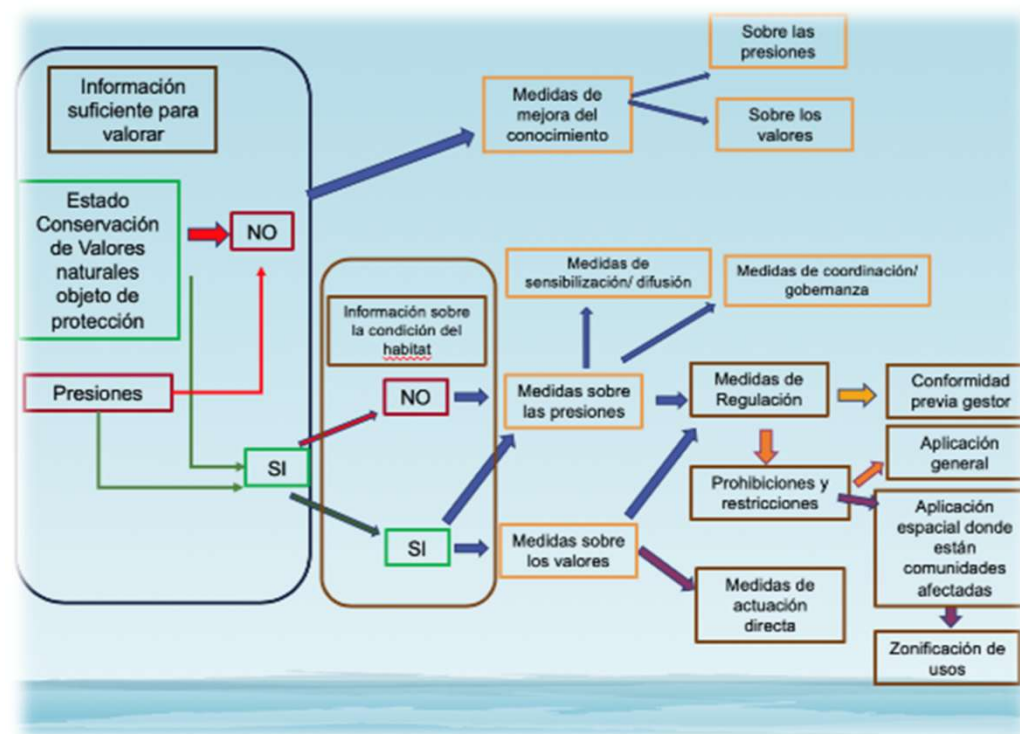 Información
suficiente para
valorar
Estado
Conservación
de Valores
naturales
objeto de
protección
NO
Presiones
SI
Medidas de
mejora del
conocimiento
Sobre las
presiones
Sobre los
valores
Información sobre
la condición del
habitat
NO
SI
Medidas de
sensibilización/ difusión
Medidas de coordinación/
gobernanza
Medidas sobre
las presiones
Medidas sobre
los valores
Medidas de
Regulación
Conformidad
previa gestor
Prohibiciones y
restricciones
Aplicación
general
Aplicación
espacial donde
están
comunidades
afectadas
Medidas de
actuación
directa
Zonificación de
usos